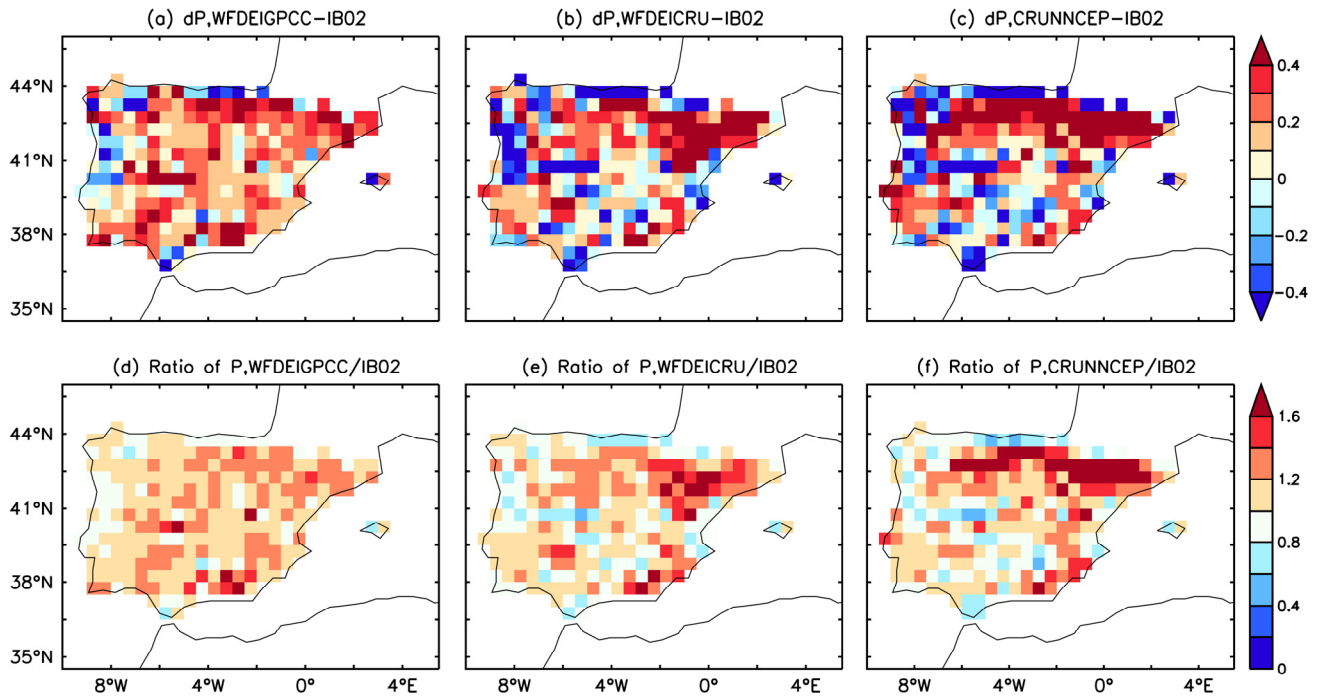 (a) dP,WFDEIGPCC−IB02
(b) dP,WFDEICRU−IB02
(c) dP,CRUNNCEP−IB02
44°N
41°N
38°N
35°N
0.4
0.2
0
−0.2
−0.4
(d) Ratio of P,WFDEIGPCC/IB02
(e) Ratio of P,WFDEICRU/IB02
(f) Ratio of P,CRUNNCEP/IB02
44°N
41°N
38°N
35°N
1.6
1.2
0.8
0.4
0
8°W 4°W 0° 4°E
8°W 4°W 0° 4°E
8°W 4°W 0° 4°E